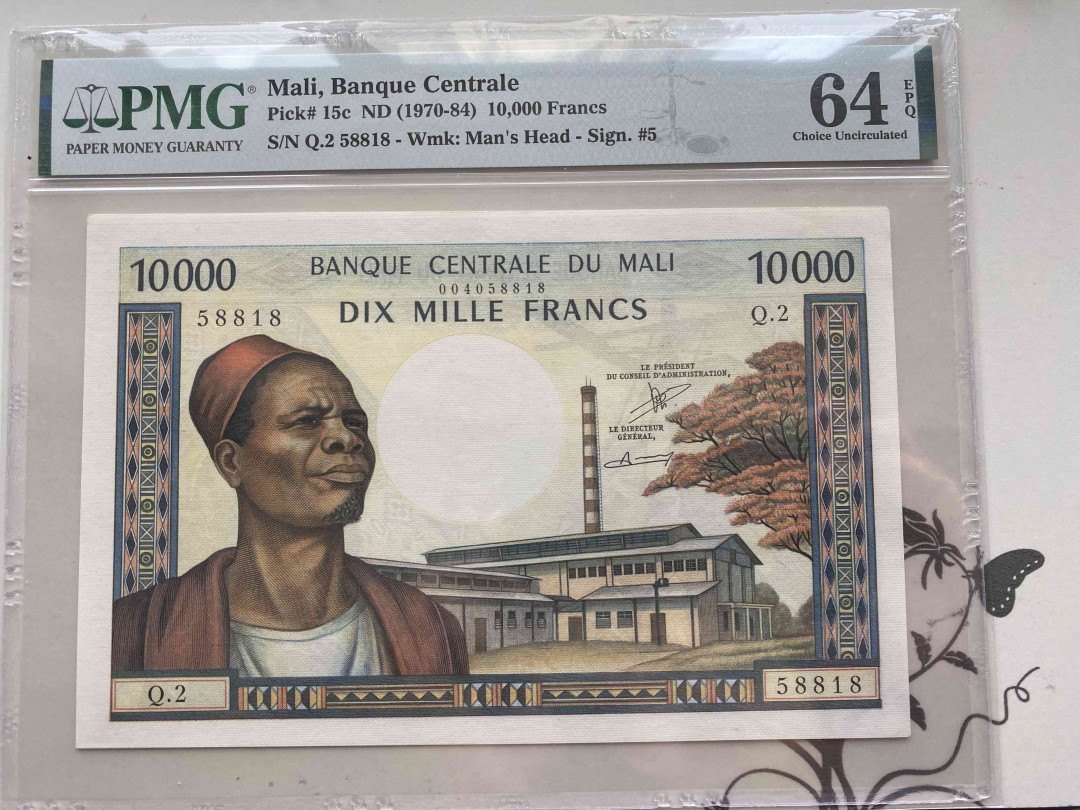 PMG®
PAPER MONEY GUARANTY
Mali, Banque Centrale
Pick# 15c ND (1970-84) 10,000 Francs
S/N Q.2 58818 - Wmk: Man's Head - Sign. #5
64
EPQ
Choice Uncirculated
10000
BANQUE CENTRALE DU MALI
10000
004058818
58818
DIX MILLE FRANCS
Q.2
LE PRÉSIDENT
DU CONSEIL D'ADMINISTRATION,
LE DIRECTEUR
GÉNÉRAL,
Q.2
58818